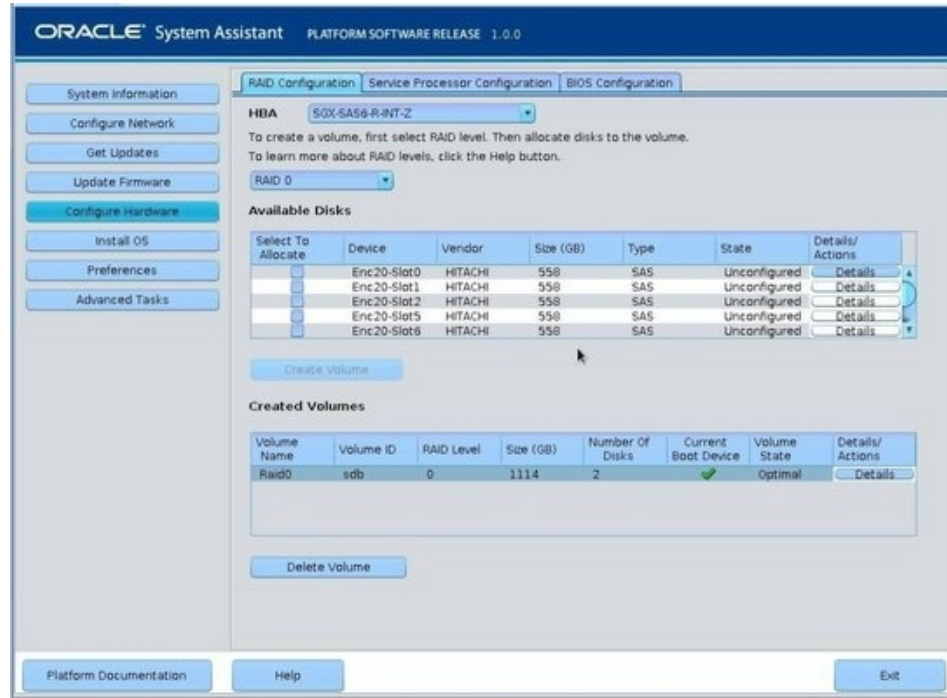 ORACLE System Assistant PLATFORM SOFTWARE RELEASE 1.0.0
System Information
Configure Network
Get Updates
Update Firmware
Configure Hardware
Install OS
Preferences
Advanced Tasks
RAID Configuration Service Processor Configuration BIOS Configuration
HBA SGX-SAS6-R-INT-Z
To create a volume, first select RAID level. Then allocate disks to the volume.
To learn more about RAID levels, click the Help button.
RAID 0
Available Disks
Select To Allocate Device Vendor Size (GB) Type State Details/ Actions
Enc20-Slot0 HITACHI 558 SAS Unconfigured Details
Enc20-Slot1 HITACHI 558 SAS Unconfigured Details
Enc20-Slot2 HITACHI 558 SAS Unconfigured Details
Enc20-Slot5 HITACHI 558 SAS Unconfigured Details
Enc20-Slot6 HITACHI 558 SAS Unconfigured Details
Create Volume
Created Volumes
Volume Name Volume ID RAID Level Size (GB) Number Of Disks Current Boot Device Volume State Details/ Actions
Raid0 sdb 0 1114 2 Optimal Details
Delete Volume
Platform Documentation Help Exit